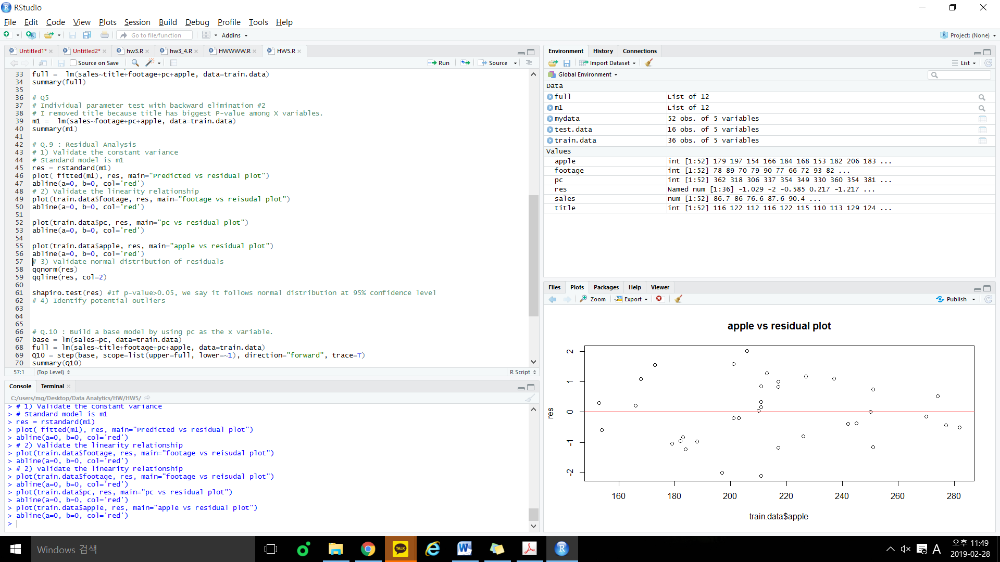 RStudio
File Edit Code View Plots Session Build Debug Profile Tools Help
Go to file/function Addins Project: (None)
Untitled1* Untitled2* hw3.R hw3_4.R HWWWW.R HW5.R
Source on Save Run Source
33 full =  lm(sales~title+footage+pc+apple, data=train.data)
34 summary(full)
35
36 # Q5
37 # Individual parameter test with backward elimination #2
38 # I removed title because title has biggest P-value among X variables.
39 m1 =  lm(sales~footage+pc+apple, data=train.data)
40 summary(m1)
41
42 # Q.9 : Residual Analysis
43 # 1) Validate the constant variance
44 # Standard model is m1
45 res = rstandard(m1)
46 plot( fitted(m1), res, main="Predicted vs residual plot")
47 abline(a=0, b=0, col='red')
48 # 2) Validate the linearity relationship
49 plot(train.data$footage, res, main="footage vs reisudal plot")
50 abline(a=0, b=0, col='red')
51
52 plot(train.data$pc, res, main="pc vs residual plot")
53 abline(a=0, b=0, col='red')
54
55 plot(train.data$apple, res, main="apple vs residual plot")
56 abline(a=0, b=0, col='red')
57 # 3) Validate normal distribution of residuals
58 qqnorm(res)
59 qqline(res, col=2)
60
61 shapiro.test(res) #If p-value>0.05, we say it follows normal distribution at 95% confidence level
62 # 4) Identify potential outliers
63
64
65
66 # Q.10 : Build a base model by using pc as the x variable.
67 base = lm(sales~pc, data=train.data)
68 full = lm(sales~title+footage+pc+apple, data=train.data)
69 Q10 = step(base, scope=list(upper=full, lower=~1), direction="forward", trace=T)
70 summary(Q10)
57:1 (Top Level) R Script
Console Terminal
C:/users/mg/Desktop/Data Analytics/HW/HW5/
> # 1) Validate the constant variance
> # Standard model is m1
> res = rstandard(m1)
> plot( fitted(m1), res, main="Predicted vs residual plot")
> abline(a=0, b=0, col='red')
> # 2) Validate the linearity relationship
> plot(train.data$footage, res, main="footage vs reisudal plot")
> abline(a=0, b=0, col='red')
> # 2) Validate the linearity relationship
> plot(train.data$footage, res, main="footage vs reisudal plot")
> abline(a=0, b=0, col='red')
> plot(train.data$pc, res, main="pc vs residual plot")
> abline(a=0, b=0, col='red')
> plot(train.data$apple, res, main="apple vs residual plot")
> abline(a=0, b=0, col='red')
>
Environment History Connections
Import Dataset List
Global Environment
Data
full List of 12
m1 List of 12
mydata 52 obs. of 5 variables
test.data 16 obs. of 5 variables
train.data 36 obs. of 5 variables
Values
apple int [1:52] 179 197 154 166 184 168 153 182 206 183 ...
footage int [1:52] 78 89 70 79 90 77 66 72 93 82 ...
pc int [1:52] 362 318 306 337 354 349 330 360 354 381 ...
res Named num [1:36] -1.029 -2 -0.585 0.217 -1.217 ...
sales num [1:52] 86.7 86 76.6 87.6 90.4 ...
title int [1:52] 116 122 112 116 122 115 110 113 129 124 ...
Files Plots Packages Help Viewer
Zoom Export Publish
apple vs residual plot
2
1
0
-1
-2
res
160 180 200 220 240 260 280
train.data$apple
Windows 검색
TALK
A
오후 11:49
2019-02-28